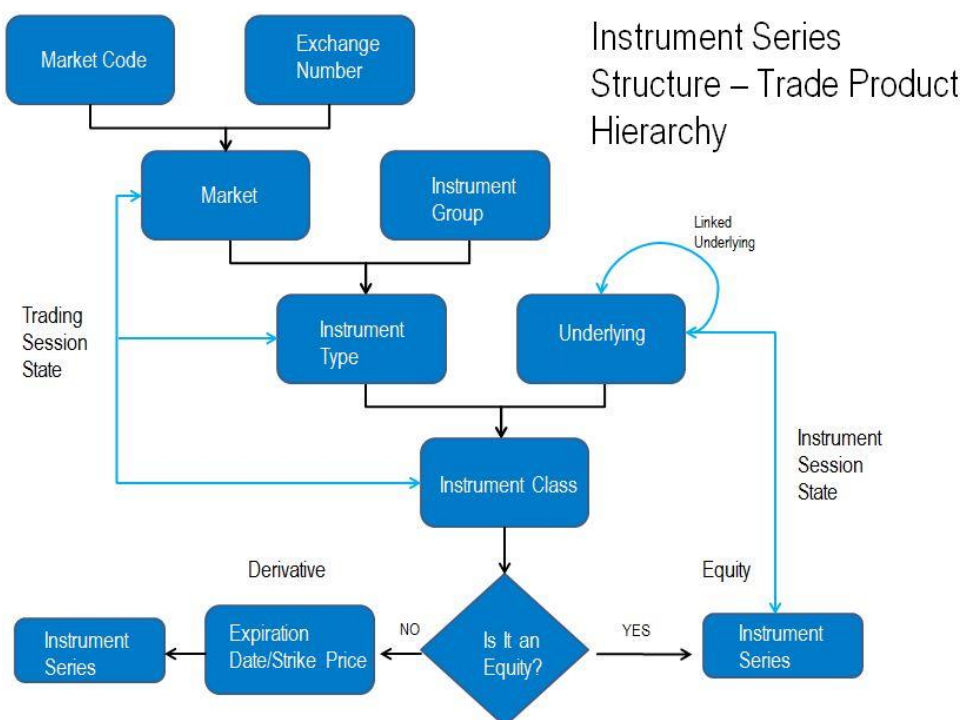 Instrument Series
Structure – Trade Product
Hierarchy
Market Code
Exchange
Number
Market
Instrument
Group
Linked
Underlying
Trading
Session
State
Instrument
Type
Underlying
Instrument
Session
State
Instrument Class
Derivative
Equity
Instrument
Series
Expiration
Date/Strike Price
NO
Is It an
Equity?
YES
Instrument
Series